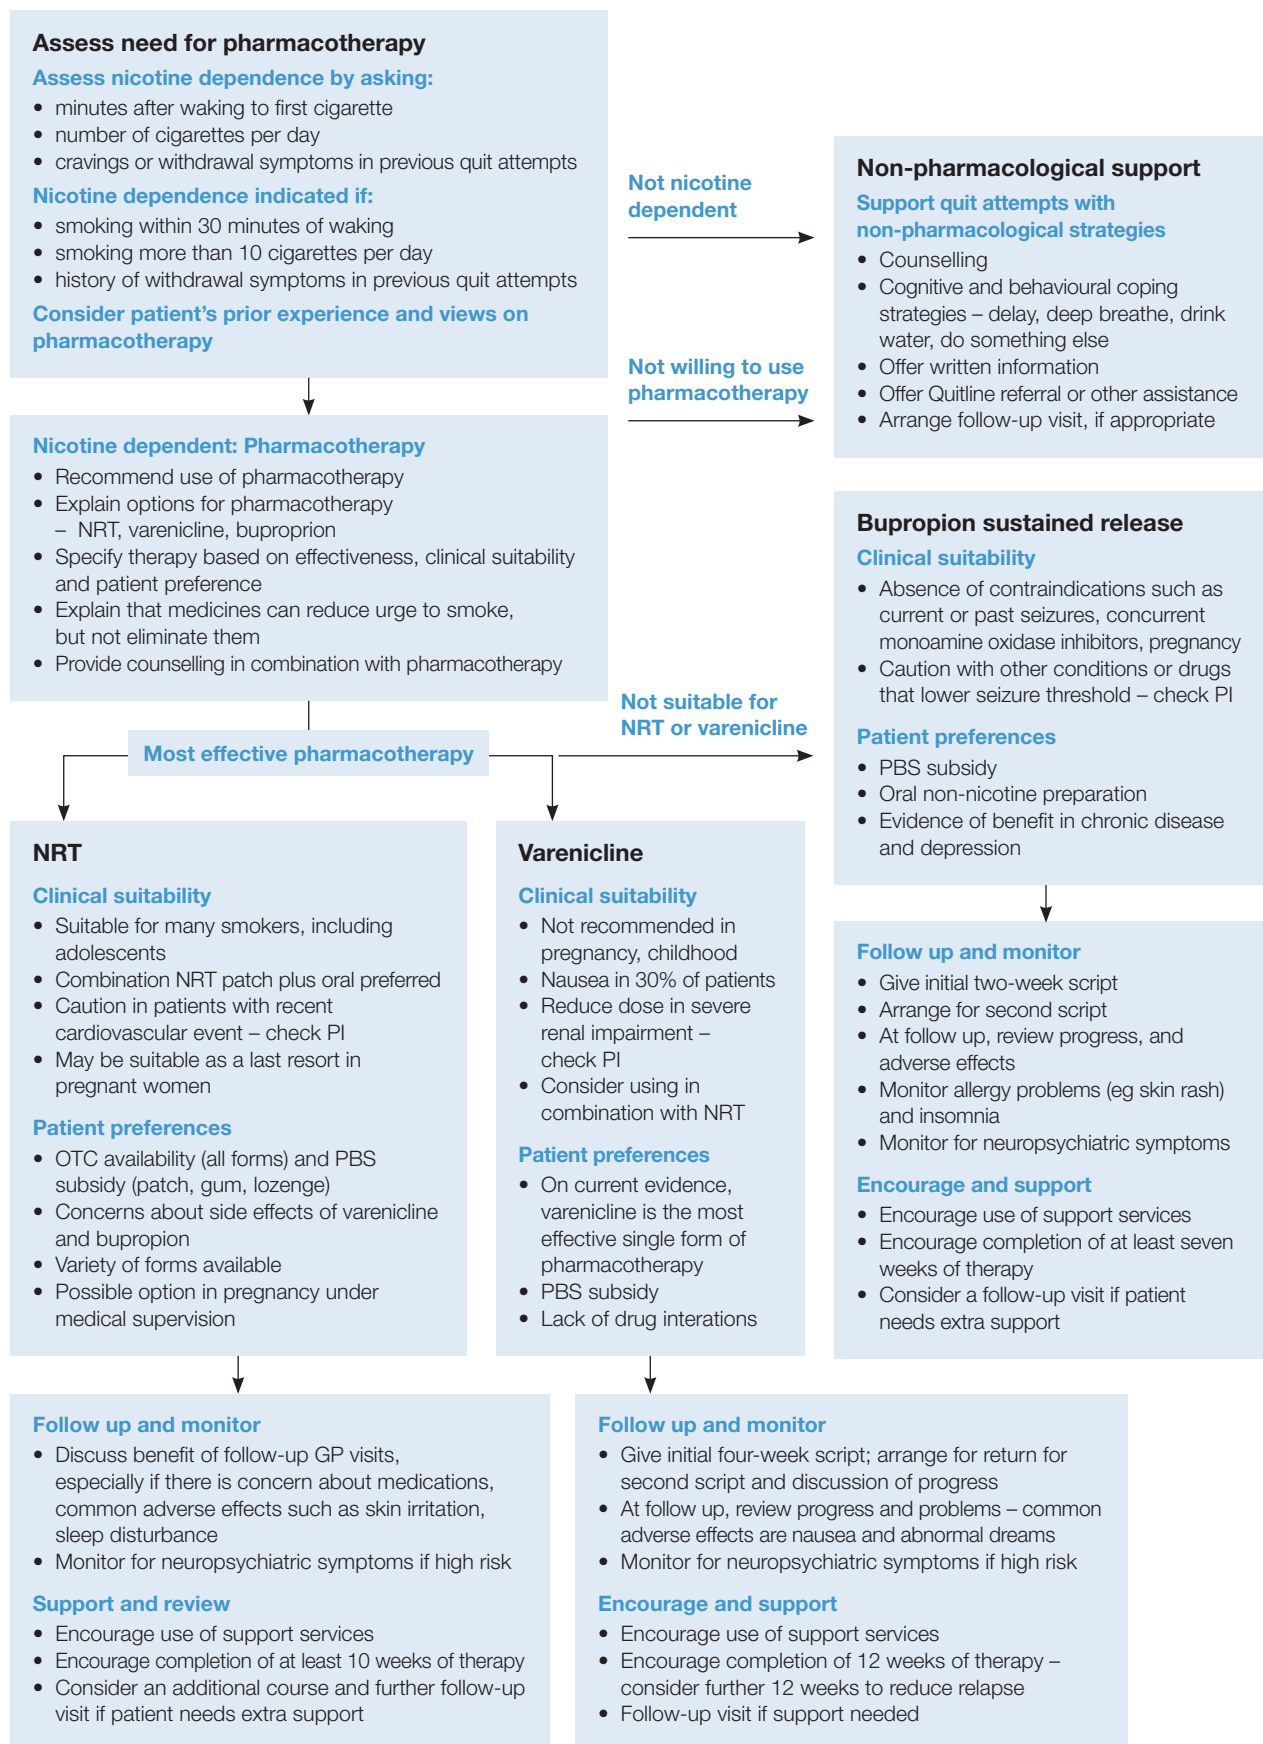 Assess need for pharmacotherapy
Assess nicotine dependence by asking:
• minutes after waking to first cigarette
• number of cigarettes per day
• cravings or withdrawal symptoms in previous quit attempts
Nicotine dependence indicated if:
• smoking within 30 minutes of waking
• smoking more than 10 cigarettes per day
• history of withdrawal symptoms in previous quit attempts
Consider patient's prior experience and views on
pharmacotherapy
Not nicotine
dependent
Not willing to use
pharmacotherapy
Non-pharmacological support
Support quit attempts with
non-pharmacological strategies
• Counselling
• Cognitive and behavioural coping
strategies – delay, deep breathe, drink
water, do something else
• Offer written information
• Offer Quitline referral or other assistance
• Arrange follow-up visit, if appropriate
Nicotine dependent: Pharmacotherapy
• Recommend use of pharmacotherapy
• Explain options for pharmacotherapy
– NRT, varenicline, buproprion
• Specify therapy based on effectiveness, clinical suitability
and patient preference
• Explain that medicines can reduce urge to smoke,
but not eliminate them
• Provide counselling in combination with pharmacotherapy
Most effective pharmacotherapy
Not suitable for
NRT or varenicline
Bupropion sustained release
Clinical suitability
• Absence of contraindications such as
current or past seizures, concurrent
monoamine oxidase inhibitors, pregnancy
• Caution with other conditions or drugs
that lower seizure threshold – check PI
Patient preferences
• PBS subsidy
• Oral non-nicotine preparation
• Evidence of benefit in chronic disease
and depression
Follow up and monitor
• Give initial two-week script
• Arrange for second script
• At follow up, review progress, and
adverse effects
• Monitor allergy problems (eg skin rash)
and insomnia
• Monitor for neuropsychiatric symptoms
Encourage and support
• Encourage use of support services
• Encourage completion of at least seven
weeks of therapy
• Consider a follow-up visit if patient
needs extra support
NRT
Clinical suitability
• Suitable for many smokers, including
adolescents
• Combination NRT patch plus oral preferred
• Caution in patients with recent
cardiovascular event – check PI
• May be suitable as a last resort in
pregnant women
Patient preferences
• OTC availability (all forms) and PBS
subsidy (patch, gum, lozenge)
• Concerns about side effects of varenicline
and bupropion
• Variety of forms available
• Possible option in pregnancy under
medical supervision
Varenicline
Clinical suitability
• Not recommended in
pregnancy, childhood
• Nausea in 30% of patients
• Reduce dose in severe
renal impairment –
check PI
• Consider using in
combination with NRT
Patient preferences
• On current evidence,
varenicline is the most
effective single form of
pharmacotherapy
• PBS subsidy
• Lack of drug interations
Follow up and monitor
• Discuss benefit of follow-up GP visits,
especially if there is concern about medications,
common adverse effects such as skin irritation,
sleep disturbance
• Monitor for neuropsychiatric symptoms if high risk
Support and review
• Encourage use of support services
• Encourage completion of at least 10 weeks of therapy
• Consider an additional course and further follow-up
visit if patient needs extra support
Follow up and monitor
• Give initial four-week script; arrange for return for
second script and discussion of progress
• At follow up, review progress and problems – common
adverse effects are nausea and abnormal dreams
• Monitor for neuropsychiatric symptoms if high risk
Encourage and support
• Encourage use of support services
• Encourage completion of 12 weeks of therapy –
consider further 12 weeks to reduce relapse
• Follow-up visit if support needed